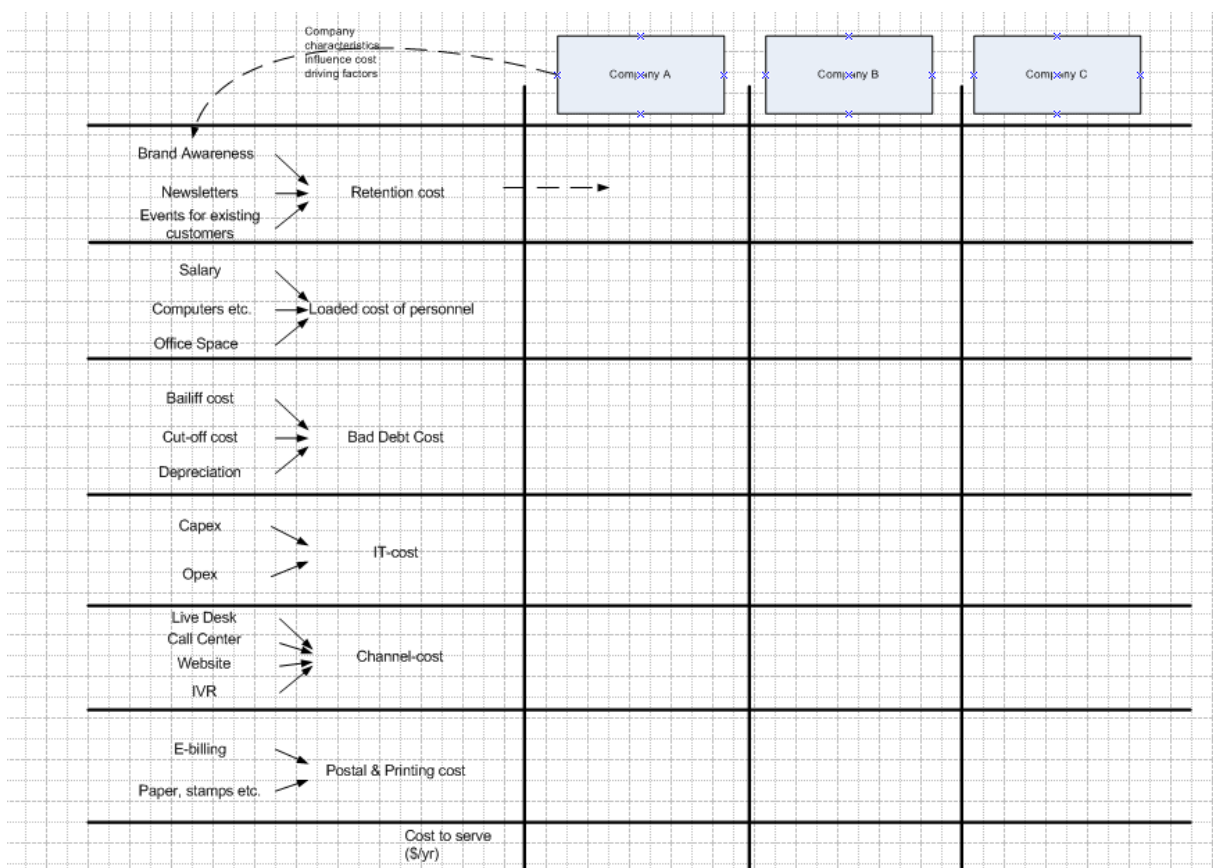 Company
characteristics
influence cost
driving factors
Company A
Company B
Company C
Brand Awareness
Newsletters
Retention cost
Events for existing
customers
Salary
Computers etc.
Loaded cost of personnel
Office Space
Bailiff cost
Cut-off cost
Bad Debt Cost
Depreciation
Capex
IT-cost
Opex
Live Desk
Call Center
Website
Channel-cost
IVR
E-billing
Postal & Printing cost
Paper, stamps etc.
Cost to serve
($/yr)